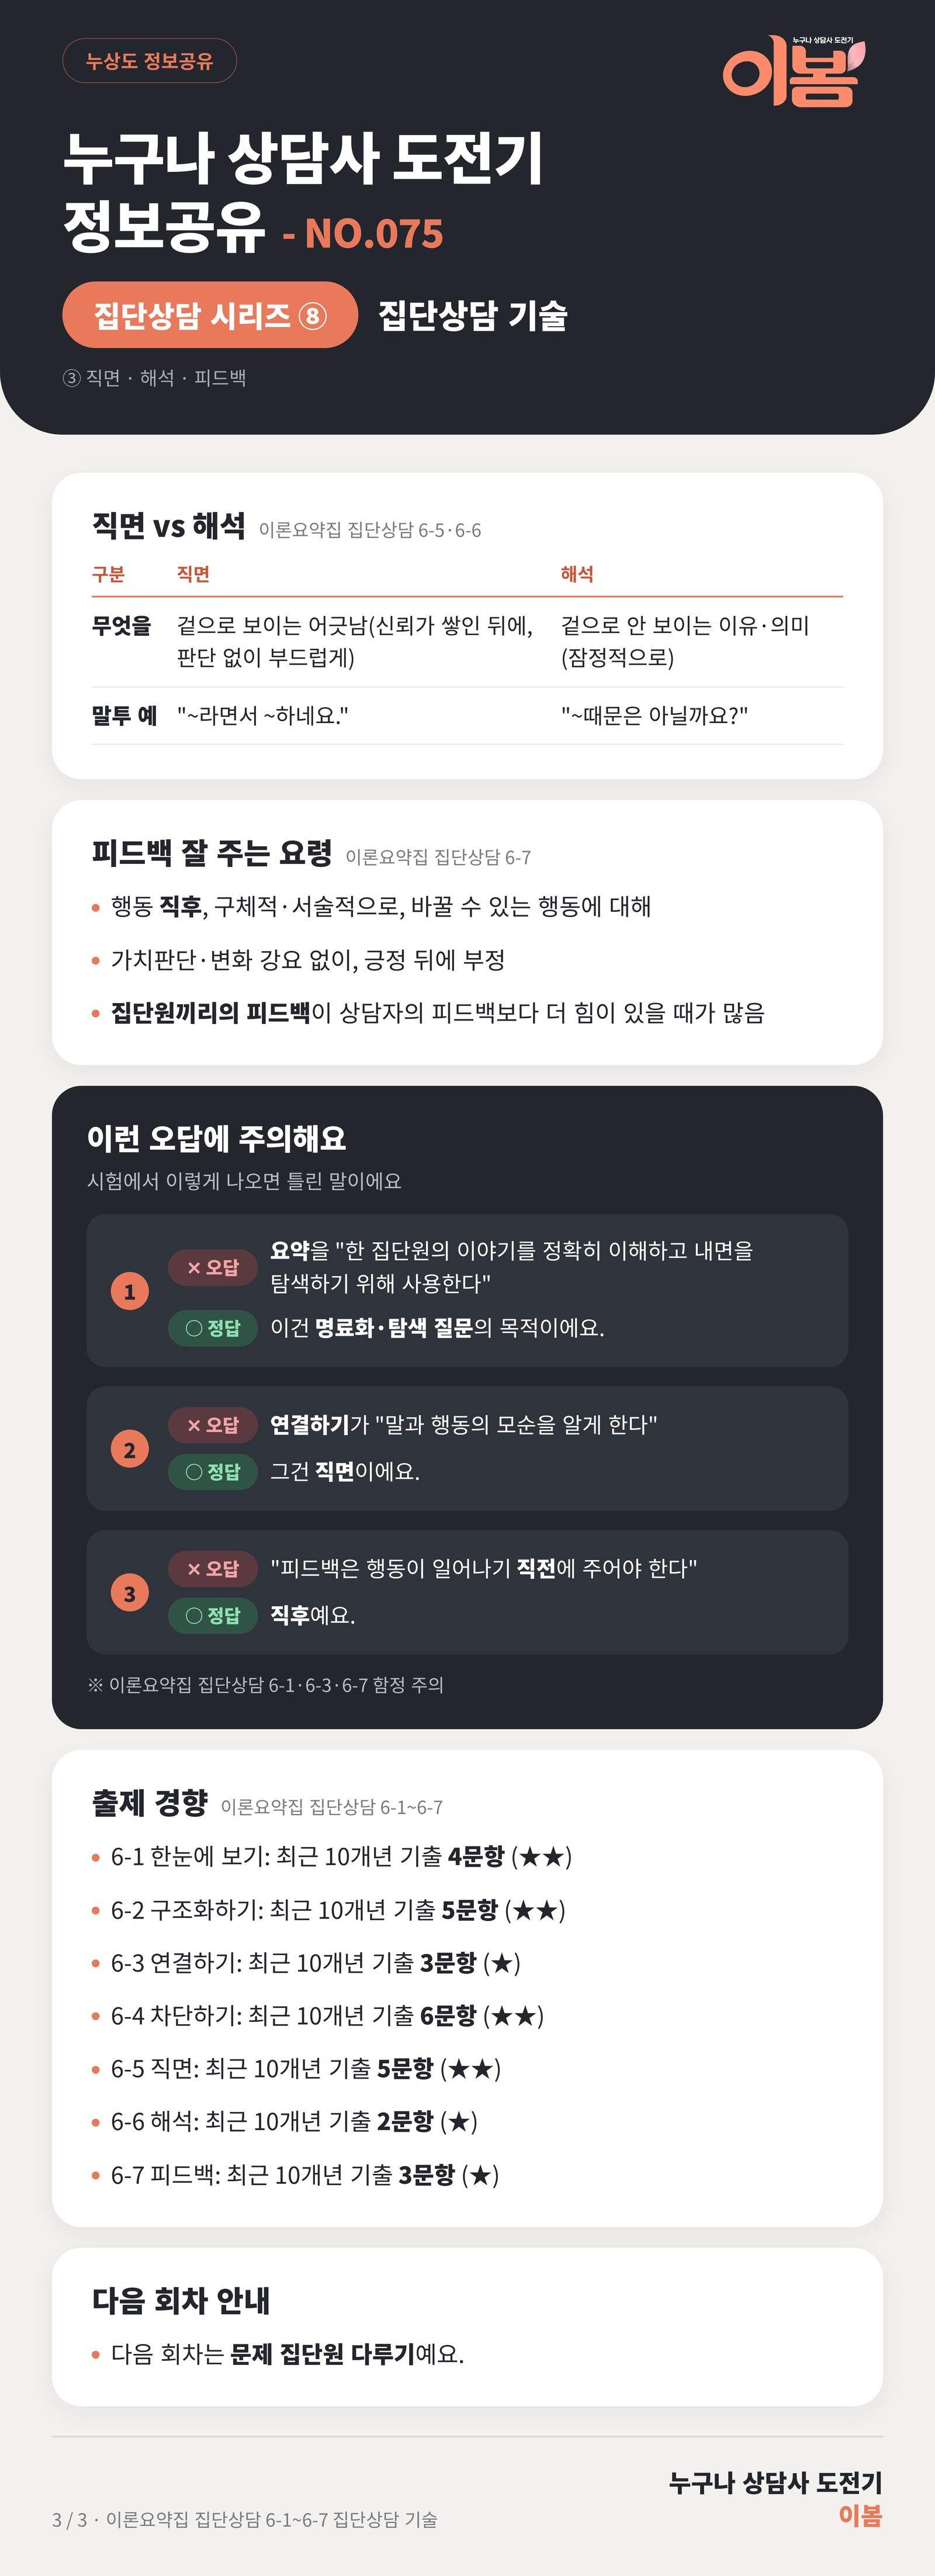 누상도 정보공유
누구나 상담사 도전기
이봄
누구나 상담사 도전기
정보공유 - NO.075
집단상담 시리즈 ⑧ 집단상담 기술
③ 직면 · 해석 · 피드백
직면 vs 해석 이론요약집 집단상담 6-5·6-6
구분 직면 해석
무엇을 겉으로 보이는 어긋남(신뢰가 쌓인 뒤에, 겉으로 안 보이는 이유·의미
판단 없이 부드럽게) (잠정적으로)
말투 예 "~라면서 ~하네요." "~때문은 아닐까요?"
피드백 잘 주는 요령 이론요약집 집단상담 6-7
• 행동 직후, 구체적·서술적으로, 바꿀 수 있는 행동에 대해
• 가치판단·변화 강요 없이, 긍정 뒤에 부정
• 집단원끼리의 피드백이 상담자의 피드백보다 더 힘이 있을 때가 많음
이런 오답에 주의해요
시험에서 이렇게 나오면 틀린 말이에요
1
✕ 오답 요약을 "한 집단원의 이야기를 정확히 이해하고 내면을
탐색하기 위해 사용한다"
○ 정답 이건 명료화·탐색 질문의 목적이에요.
2
✕ 오답 연결하기가 "말과 행동의 모순을 알게 한다"
○ 정답 그건 직면이에요.
3
✕ 오답 "피드백은 행동이 일어나기 직전에 주어야 한다"
○ 정답 직후예요.
※ 이론요약집 집단상담 6-1·6-3·6-7 함정 주의
출제 경향 이론요약집 집단상담 6-1~6-7
• 6-1 한눈에 보기: 최근 10개년 기출 4문항 (★★)
• 6-2 구조화하기: 최근 10개년 기출 5문항 (★★)
• 6-3 연결하기: 최근 10개년 기출 3문항 (★)
• 6-4 차단하기: 최근 10개년 기출 6문항 (★★)
• 6-5 직면: 최근 10개년 기출 5문항 (★★)
• 6-6 해석: 최근 10개년 기출 2문항 (★)
• 6-7 피드백: 최근 10개년 기출 3문항 (★)
다음 회차 안내
• 다음 회차는 문제 집단원 다루기예요.
누구나 상담사 도전기
3 / 3 · 이론요약집 집단상담 6-1~6-7 집단상담 기술 이봄